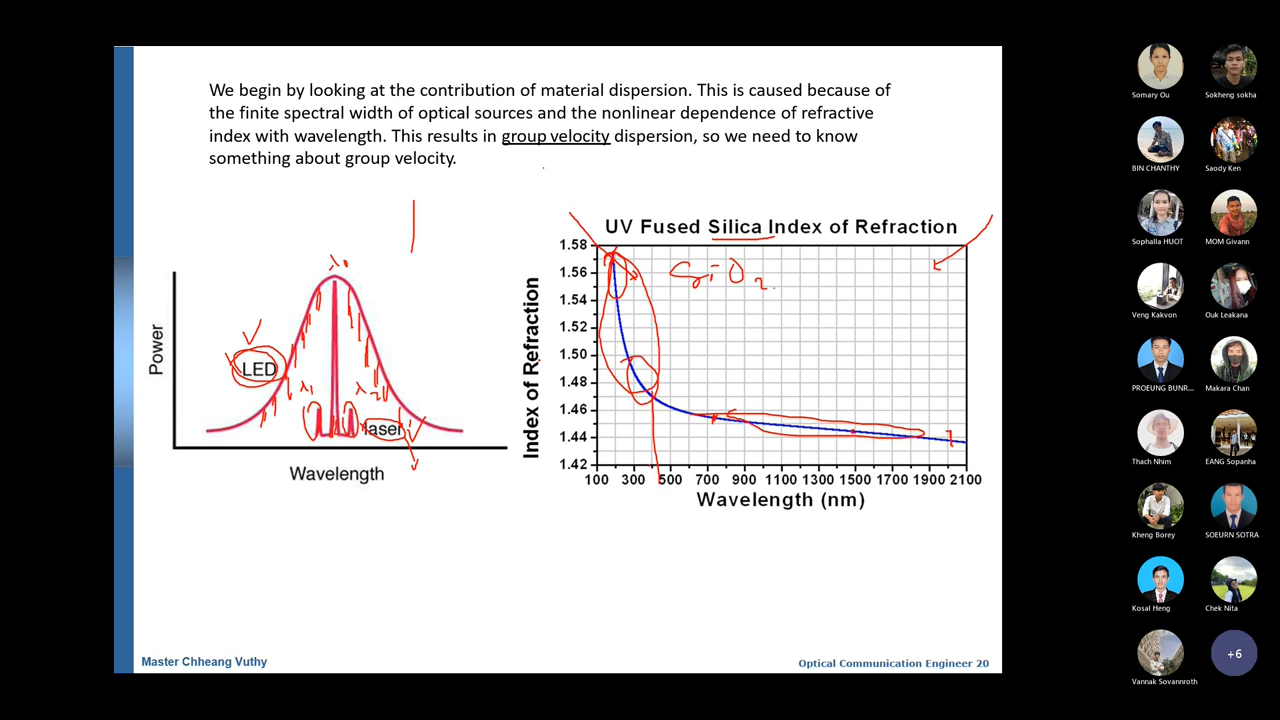 We begin by looking at the contribution of material dispersion. This is caused because of
the finite spectral width of optical sources and the nonlinear dependence of refractive
index with wavelength. This results in group velocity dispersion, so we need to know
something about group velocity.
λ₀
Power
LED
λ₁
λ₂
laser
Wavelength
UV Fused Silica Index of Refraction
SiO₂
Index of Refraction
1.58
1.56
1.54
1.52
1.50
1.48
1.46
1.44
1.42
100 300 500 700 900 1100 1300 1500 1700 1900 2100
Wavelength (nm)
Master Chheang Vuthy
Optical Communication Engineer 20
Somary Ou
Sokheng sokha
BIN CHANTHY
Saody Ken
Sophalla HUOT
MOM Givann
Veng Kakvon
Ouk Leakana
PROEUNG BUNR...
Makara Chan
Thach Nhim
EANG Sopanha
Kheng Borey
SOEURN SOTRA
Kosal Heng
Chek Nita
Vannak Sovannroth
+6